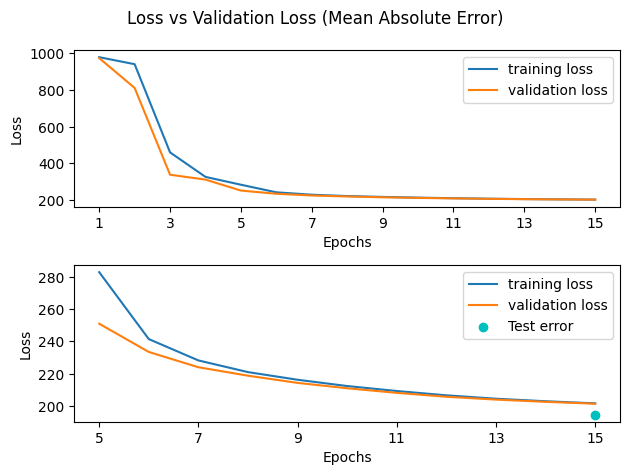 Loss vs Validation Loss (Mean Absolute Error)
1000
800
600
400
200
Loss
training loss
validation loss
1 3 5 7 9 11 13 15
Epochs
280
260
240
220
200
Loss
training loss
validation loss
Test error
5 7 9 11 13 15
Epochs